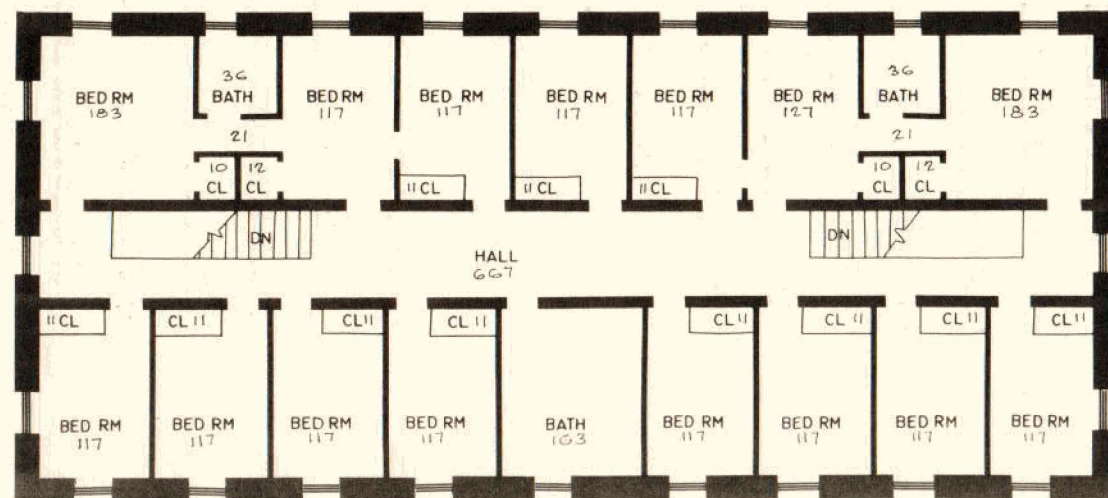 36
BATH
BED RM
183
BED RM
117
BED RM
117
BED RM
117
BED RM
117
BED RM
127
36
BATH
BED RM
183
21
21
10
CL
12
CL
11 CL
11 CL
11 CL
10
CL
12
CL
DN
HALL
667
DN
11 CL
CL 11
CL 11
CL 11
CL 11
CL 11
CL 11
CL 11
BED RM
117
BED RM
117
BED RM
117
BED RM
117
BATH
163
BED RM
117
BED RM
117
BED RM
117
BED RM
117